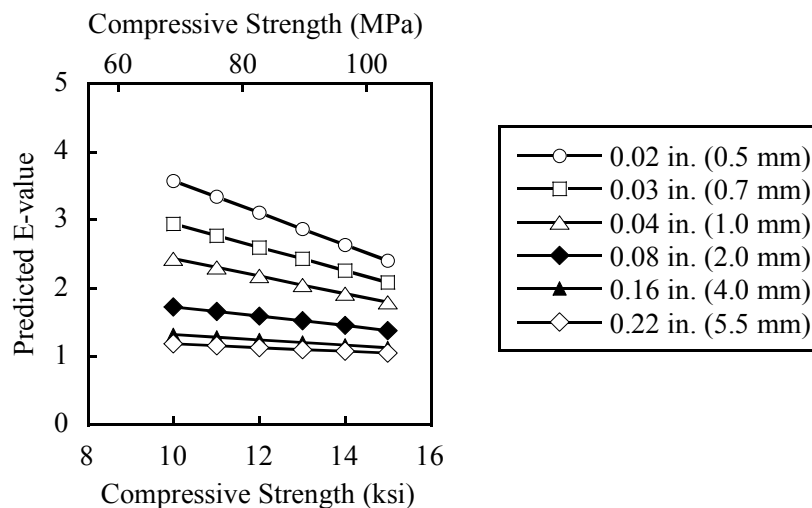 Compressive Strength (MPa)
60 80 100
5
4
3
2
1
0
Predicted E-value
8 10 12 14 16
Compressive Strength (ksi)
0.02 in. (0.5 mm)
0.03 in. (0.7 mm)
0.04 in. (1.0 mm)
0.08 in. (2.0 mm)
0.16 in. (4.0 mm)
0.22 in. (5.5 mm)